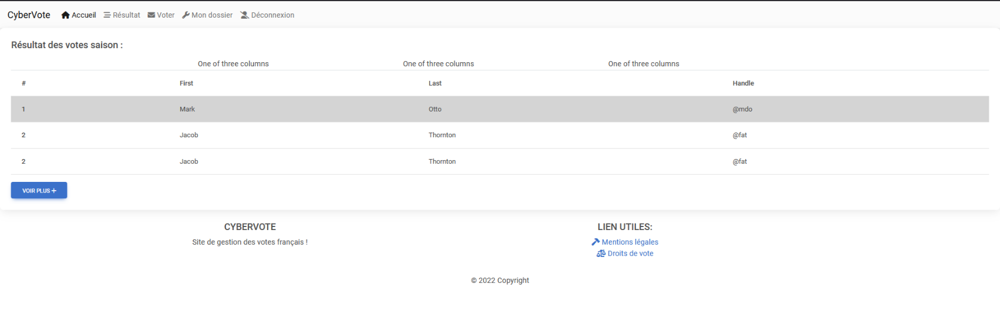 CyberVote Accueil Résultat Voter Mon dossier Déconnexion
Résultat des votes saison :
One of three columns One of three columns One of three columns
# First Last Handle
1 Mark Otto @mdo
2 Jacob Thornton @fat
2 Jacob Thornton @fat
VOIR PLUS +
CYBERVOTE
Site de gestion des votes français !
LIEN UTILES:
Mentions légales
Droits de vote
© 2022 Copyright